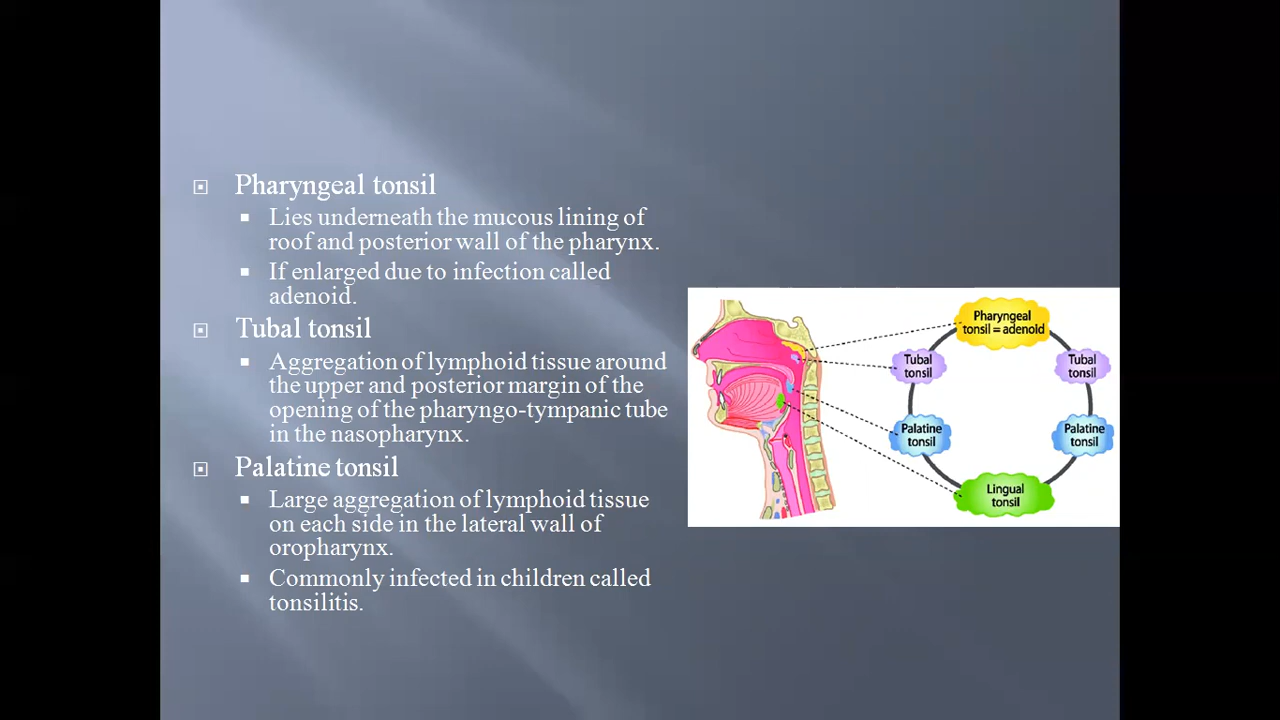 Pharyngeal tonsil
Lies underneath the mucous lining of
roof and posterior wall of the pharynx.
If enlarged due to infection called
adenoid.
Tubal tonsil
Aggregation of lymphoid tissue around
the upper and posterior margin of the
opening of the pharyngo-tympanic tube
in the nasopharynx.
Palatine tonsil
Large aggregation of lymphoid tissue
on each side in the lateral wall of
oropharynx.
Commonly infected in children called
tonsilitis.
Pharyngeal
tonsil = adenoid
Tubal
tonsil
Tubal
tonsil
Palatine
tonsil
Palatine
tonsil
Lingual
tonsil